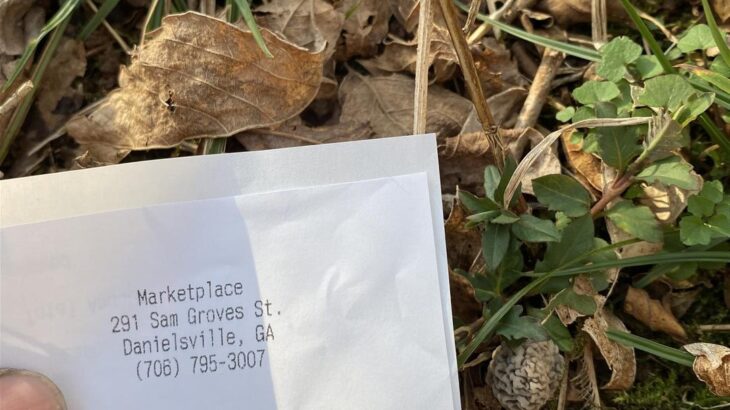 Marketplace
291 Sam Groves St.
Danielsville, GA
(706) 795-3007